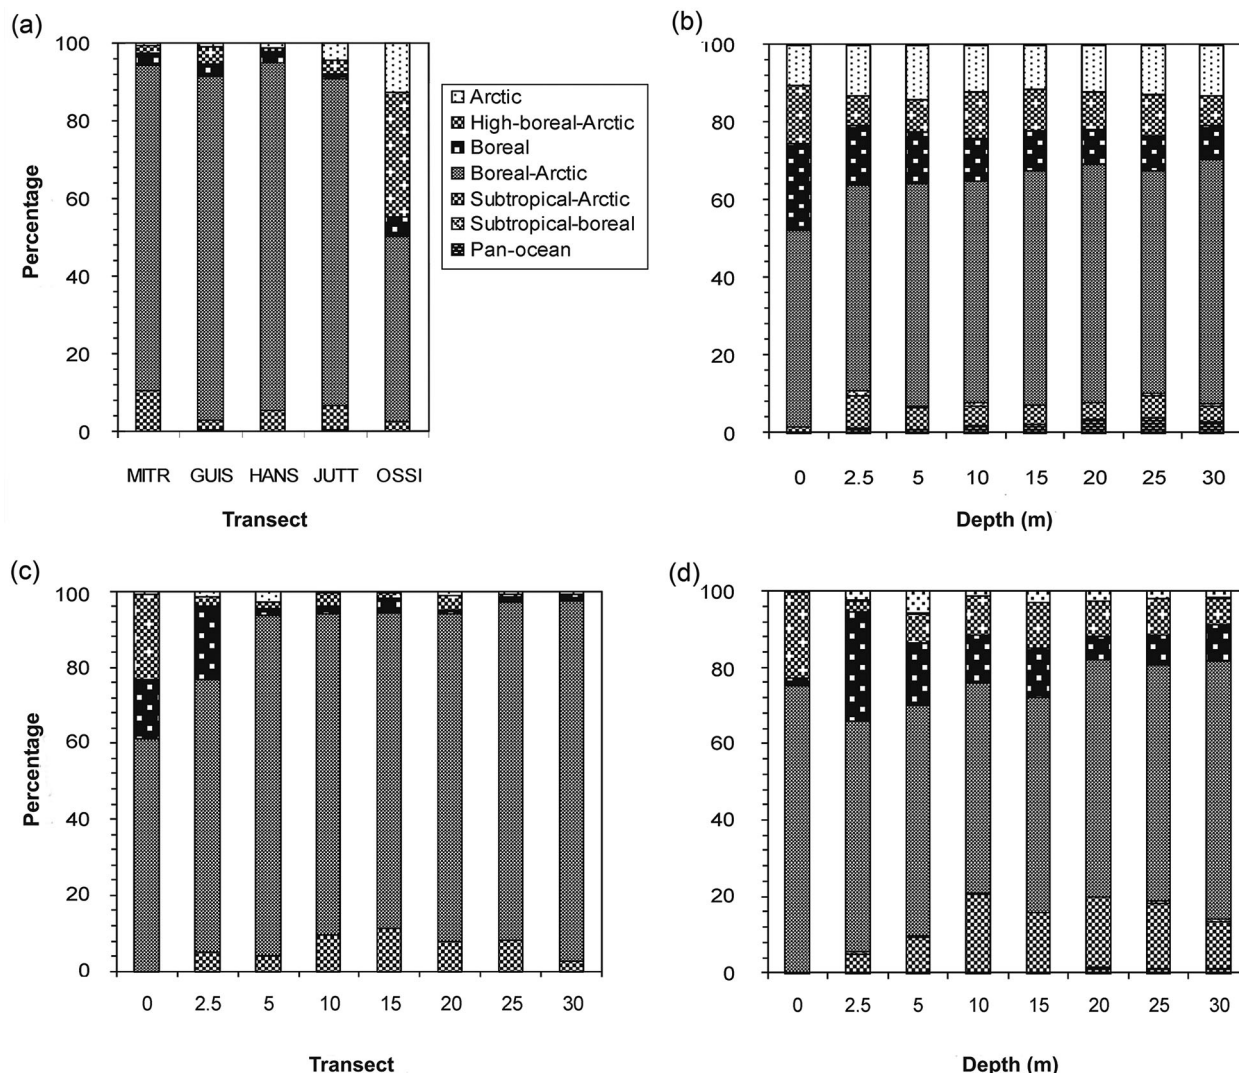 (a)
100
80
60
40
20
0
Percentage
MITR GUIS HANS JUTT OSSI
Transect
Arctic
High-boreal-Arctic
Boreal
Boreal-Arctic
Subtropical-Arctic
Subtropical-boreal
Pan-ocean
(b)
100
80
60
40
20
0
0 2.5 5 10 15 20 25 30
Depth (m)
(c)
100
80
60
40
20
0
Percentage
0 2.5 5 10 15 20 25 30
Transect
(d)
100
80
60
40
20
0
0 2.5 5 10 15 20 25 30
Depth (m)